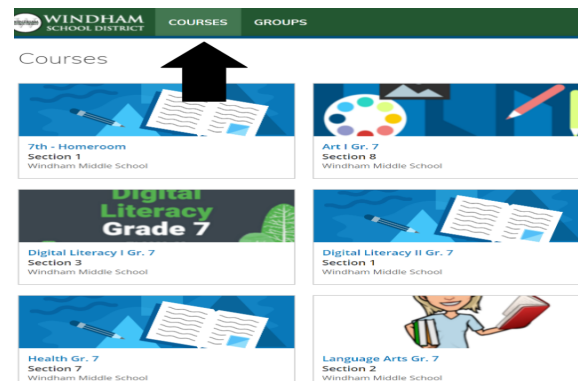 WINDHAM
SCHOOL DISTRICT
COURSES
GROUPS
Courses
7th - Homeroom
Section 1
Windham Middle School
Art I Gr. 7
Section 8
Windham Middle School
Digital
Literacy
Grade 7
Digital Literacy I Gr. 7
Section 3
Windham Middle School
Digital Literacy II Gr. 7
Section 1
Windham Middle School
Health Gr. 7
Section 7
Windham Middle School
Language Arts Gr. 7
Section 2
Windham Middle School